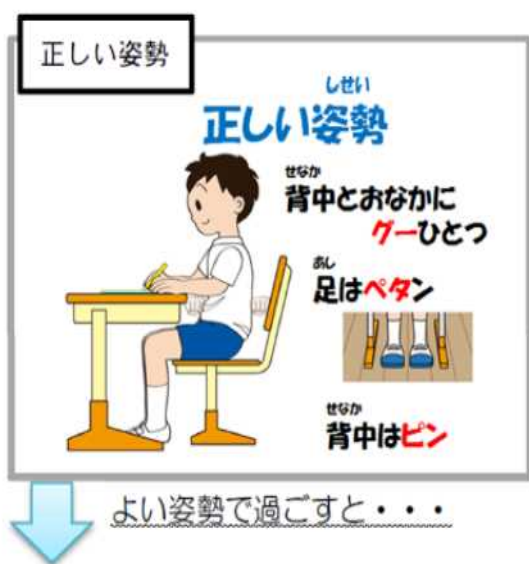 正しい姿勢
しせい
正しい姿勢
せなか
背中とおなかに
グーひとつ
あし
足はペタン
せなか
背中はピン
よい姿勢で過ごすと・・・